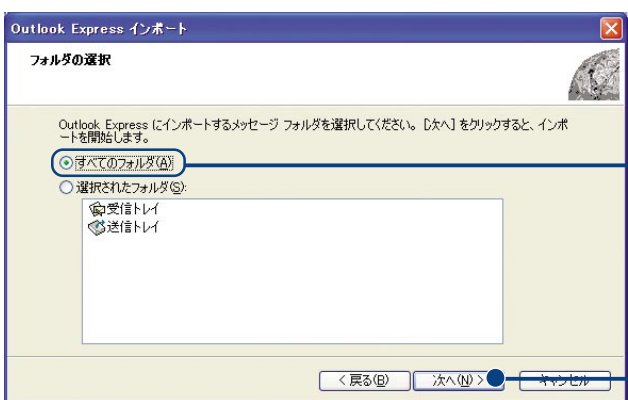 Outlook Express インポート
フォルダの選択
Outlook Express にインポートするメッセージ フォルダを選択してください。[次へ] をクリックすると、インポ
ートを開始します。
すべてのフォルダ(A)
選択されたフォルダ(S):
受信トレイ
送信トレイ
< 戻る(B) 次へ(N) > キャンセル